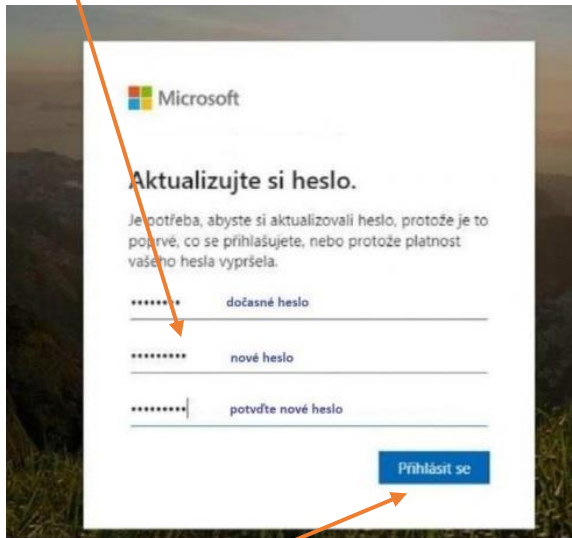 Microsoft
Aktualizujte si heslo.
Je potřeba, abyste si aktualizovali heslo, protože je to
poprvé, co se přihlašujete, nebo protože platnost
vašeho hesla vypršela.
•••••••• dočasné heslo
••••••••• nové heslo
••••••••• potvďte nové heslo
Přihlásit se